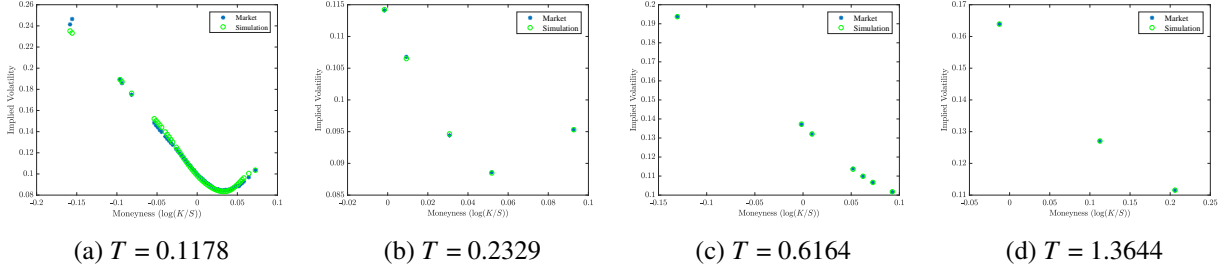 0.26
0.24
0.22
0.2
0.18
0.16
0.14
0.12
0.1
0.08
Implied Volatility
-0.2 -0.15 -0.1 -0.05 0 0.05 0.1
Moneyness (log(K/S))
Market
Simulation
(a) T = 0.1178
0.115
0.11
0.105
0.1
0.095
0.09
0.085
Implied Volatility
-0.02 0 0.02 0.04 0.06 0.08 0.1
Moneyness (log(K/S))
Market
Simulation
(b) T = 0.2329
0.2
0.19
0.18
0.17
0.16
0.15
0.14
0.13
0.12
0.11
0.1
Implied Volatility
-0.15 -0.1 -0.05 0 0.05 0.1
Moneyness (log(K/S))
Market
Simulation
(c) T = 0.6164
0.17
0.16
0.15
0.14
0.13
0.12
0.11
Implied Volatility
-0.05 0 0.05 0.1 0.15 0.2 0.25
Moneyness (log(K/S))
Market
Simulation
(d) T = 1.3644